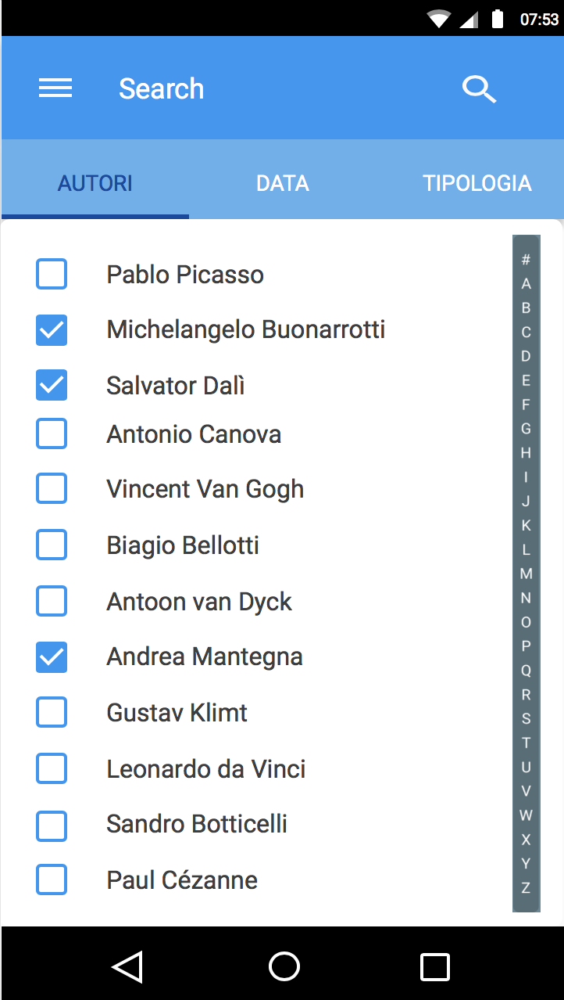 07:53
Search
AUTORI DATA TIPOLOGIA
Pablo Picasso
Michelangelo Buonarrotti
Salvator Dalì
Antonio Canova
Vincent Van Gogh
Biagio Bellotti
Antoon van Dyck
Andrea Mantegna
Gustav Klimt
Leonardo da Vinci
Sandro Botticelli
Paul Cézanne
#
A
B
C
D
E
F
G
H
I
J
K
L
M
N
O
P
Q
R
S
T
U
V
W
X
Y
Z